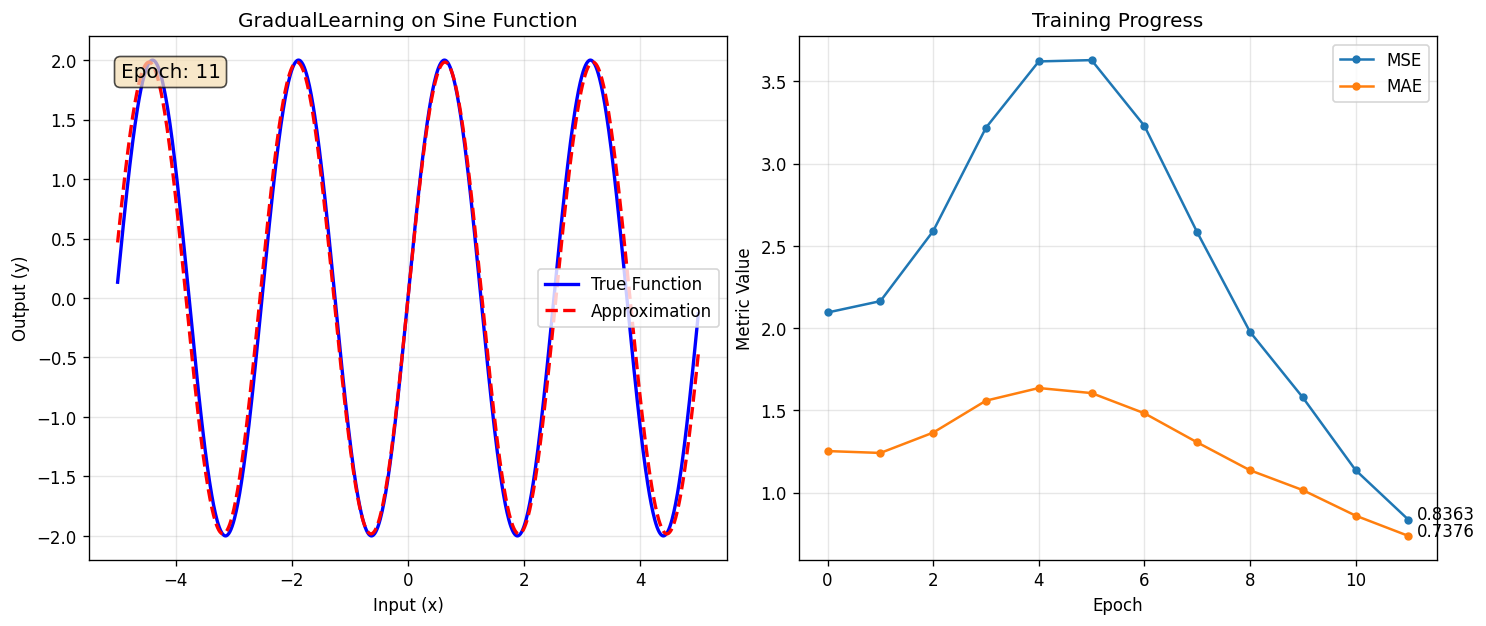 GradualLearning on Sine Function
Epoch: 11
2.0
1.5
1.0
0.5
0.0
−0.5
−1.0
−1.5
−2.0
Output (y)
True Function
Approximation
−4
−2
0
2
4
Input (x)
Training Progress
MSE
MAE
3.5
3.0
2.5
2.0
1.5
1.0
Metric Value
0.8363
0.7376
0
2
4
6
8
10
Epoch